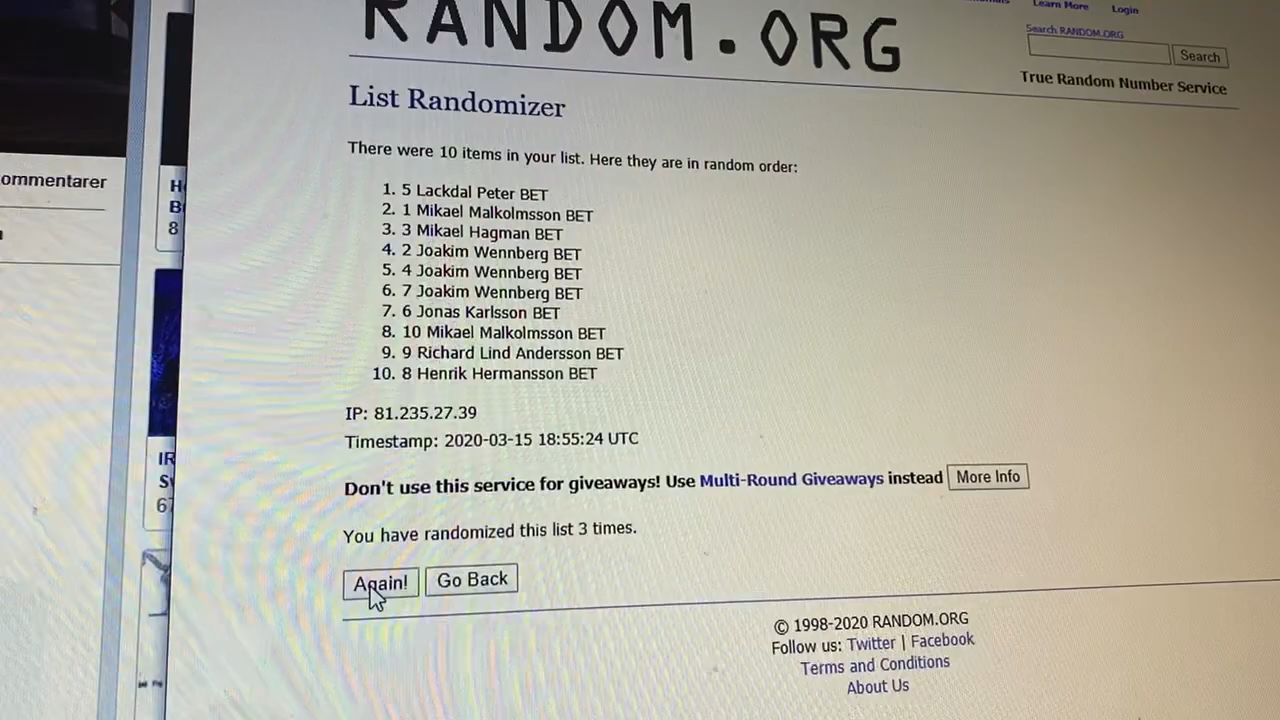 Learn More Login
RANDOM.ORG
Search RANDOM.ORG
Search
True Random Number Service
List Randomizer
There were 10 items in your list. Here they are in random order:
1. 5 Lackdal Peter BET
2. 1 Mikael Malkolmsson BET
3. 3 Mikael Hagman BET
4. 2 Joakim Wennberg BET
5. 4 Joakim Wennberg BET
6. 7 Joakim Wennberg BET
7. 6 Jonas Karlsson BET
8. 10 Mikael Malkolmsson BET
9. 9 Richard Lind Andersson BET
10. 8 Henrik Hermansson BET
IP: 81.235.27.39
Timestamp: 2020-03-15 18:55:24 UTC
Don't use this service for giveaways! Use Multi-Round Giveaways instead More Info
You have randomized this list 3 times.
Again! Go Back
© 1998-2020 RANDOM.ORG
Follow us: Twitter | Facebook
Terms and Conditions
About Us
ommentarer
8
IR